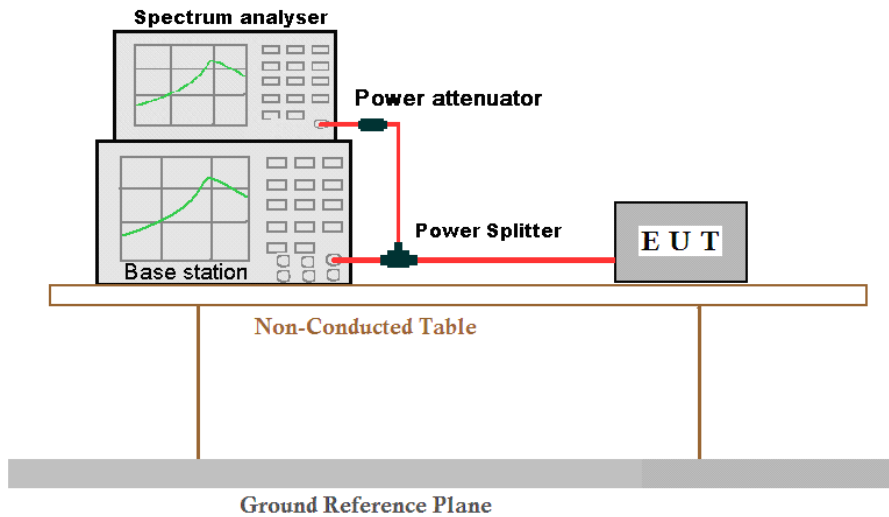 Spectrum analyser
Power attenuator
Power Splitter
E U T
Base station
Non-Conducted Table
Ground Reference Plane